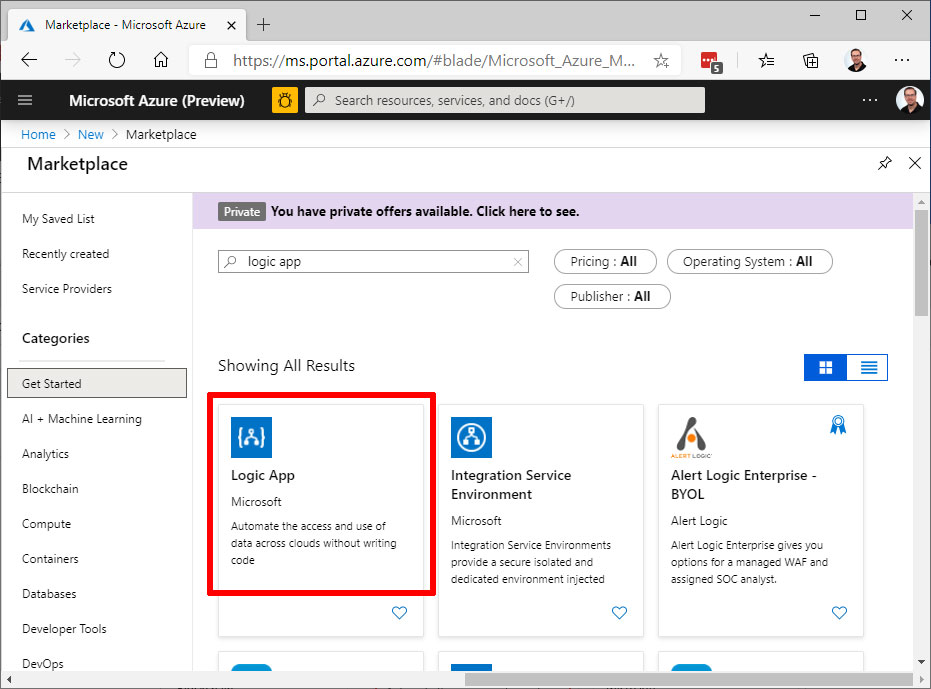 Marketplace - Microsoft Azure
https://ms.portal.azure.com/#blade/Microsoft_Azure_M...
5
Microsoft Azure (Preview)
Search resources, services, and docs (G+/)
Home > New > Marketplace
Marketplace
My Saved List
Recently created
Service Providers
Categories
Get Started
AI + Machine Learning
Analytics
Blockchain
Compute
Containers
Databases
Developer Tools
DevOps
Private You have private offers available. Click here to see.
logic app
Pricing : All
Operating System : All
Publisher : All
Showing All Results
Logic App
Microsoft
Automate the access and use of
data across clouds without writing
code
Integration Service
Environment
Microsoft
Integration Service Environments
provide a secure isolated and
dedicated environment injected
ALERT LOGIC
Alert Logic Enterprise -
BYOL
Alert Logic
Alert Logic Enterprise gives you
options for a managed WAF and
assigned SOC analyst.